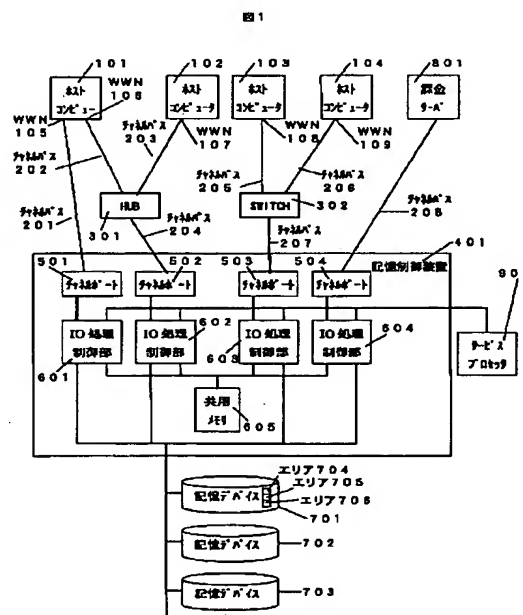 図1
101
102
103
104
801
ホスト
コンピュー
ホスト
コンピュータ
ホスト
コンピュータ
ホスト
コンピュータ
課金
サーバ
WWN
105
WWN
106
WWN
107
WWN
108
WWN
109
チャネルパス
201
チャネルパス
202
チャネルパス
203
チャネルパス
205
チャネルパス
206
チャネルパス
208
HUB
301
SWITCH
302
チャネルパス
204
チャネルパス
207
記憶制御装置
401
501
チャネルポート
502
チャネルポート
503
チャネルポート
504
チャネルポート
IO処理
制御部
601
IO処理
制御部
602
IO処理
制御部
603
IO処理
制御部
604
共用
メモリ
605
サービス
プロセッサ
90
エリア704
エリア705
エリア706
記憶デバイス
701
記憶デバイス
702
記憶デバイス
703